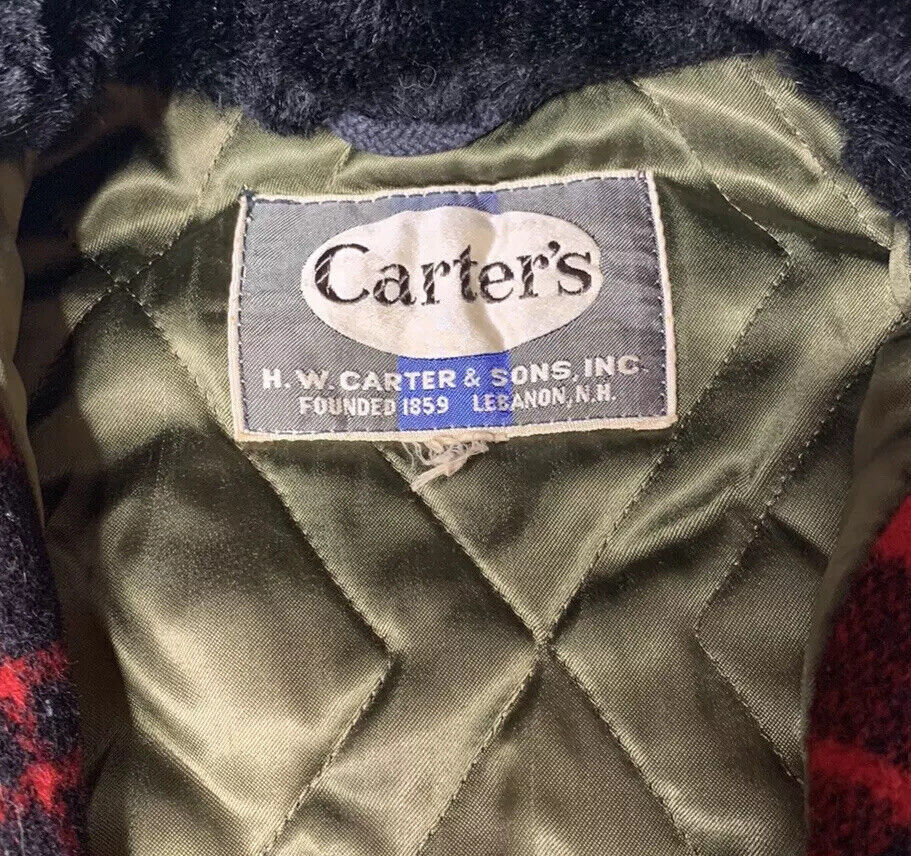 Carter's
H. W. CARTER & SONS, INC.
FOUNDED 1859 LEBANON, N.H.